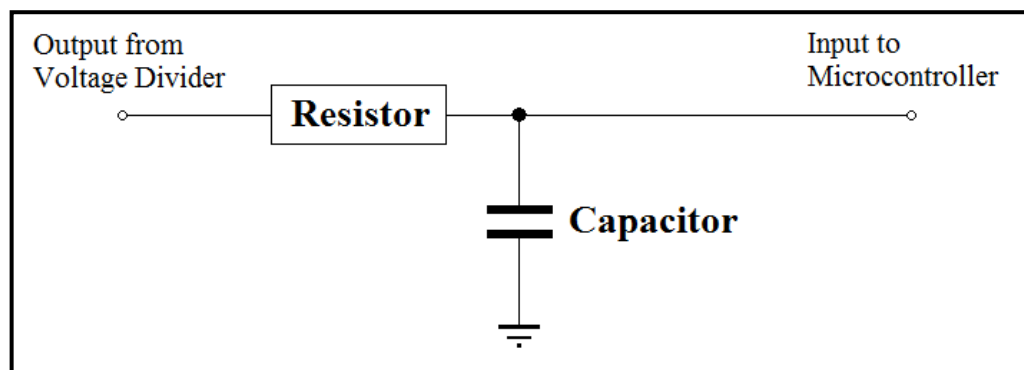 Output from
Voltage Divider
Input to
Microcontroller
Resistor
Capacitor